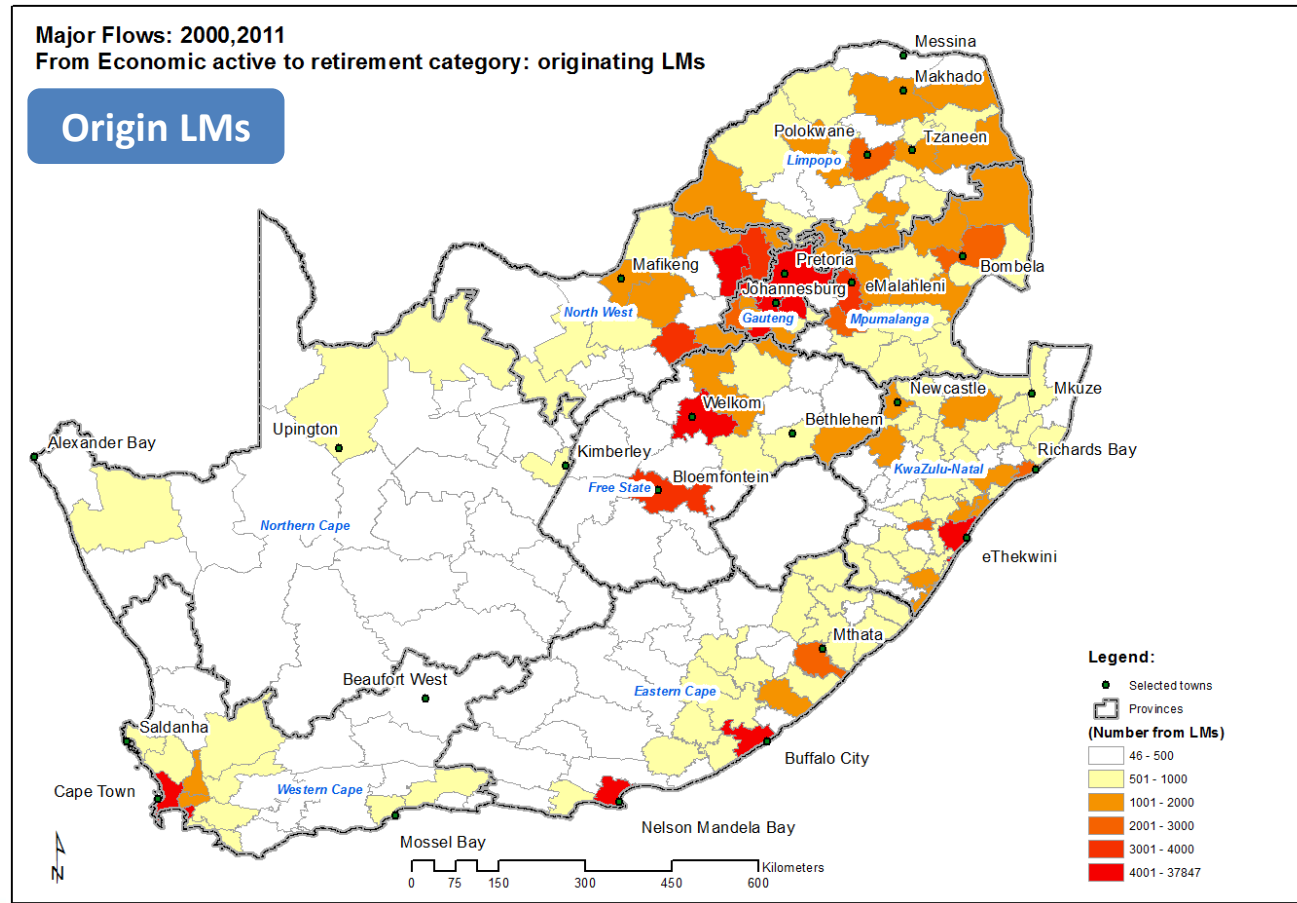 Major Flows: 2000,2011
From Economic active to retirement category: originating LMs
Origin LMs
Messina
Makhado
Polokwane
Tzaneen
Limpopo
Mafikeng
Pretoria
Bombela
Johannesburg
eMalahleni
North West
Gauteng
Mpumalanga
Newcastle
Mkuze
Welkom
Bethlehem
Alexander Bay
Upington
Kimberley
Richards Bay
KwaZulu-Natal
Bloemfontein
Free State
Northern Cape
eThekwini
Mthata
Beaufort West
Eastern Cape
Saldanha
Buffalo City
Cape Town
Western Cape
Nelson Mandela Bay
Mossel Bay
Legend:
Selected towns
Provinces
(Number from LMs)
46 - 500
501 - 1000
1001 - 2000
2001 - 3000
3001 - 4000
4001 - 37847
N
Kilometers
0 75 150 300 450 600